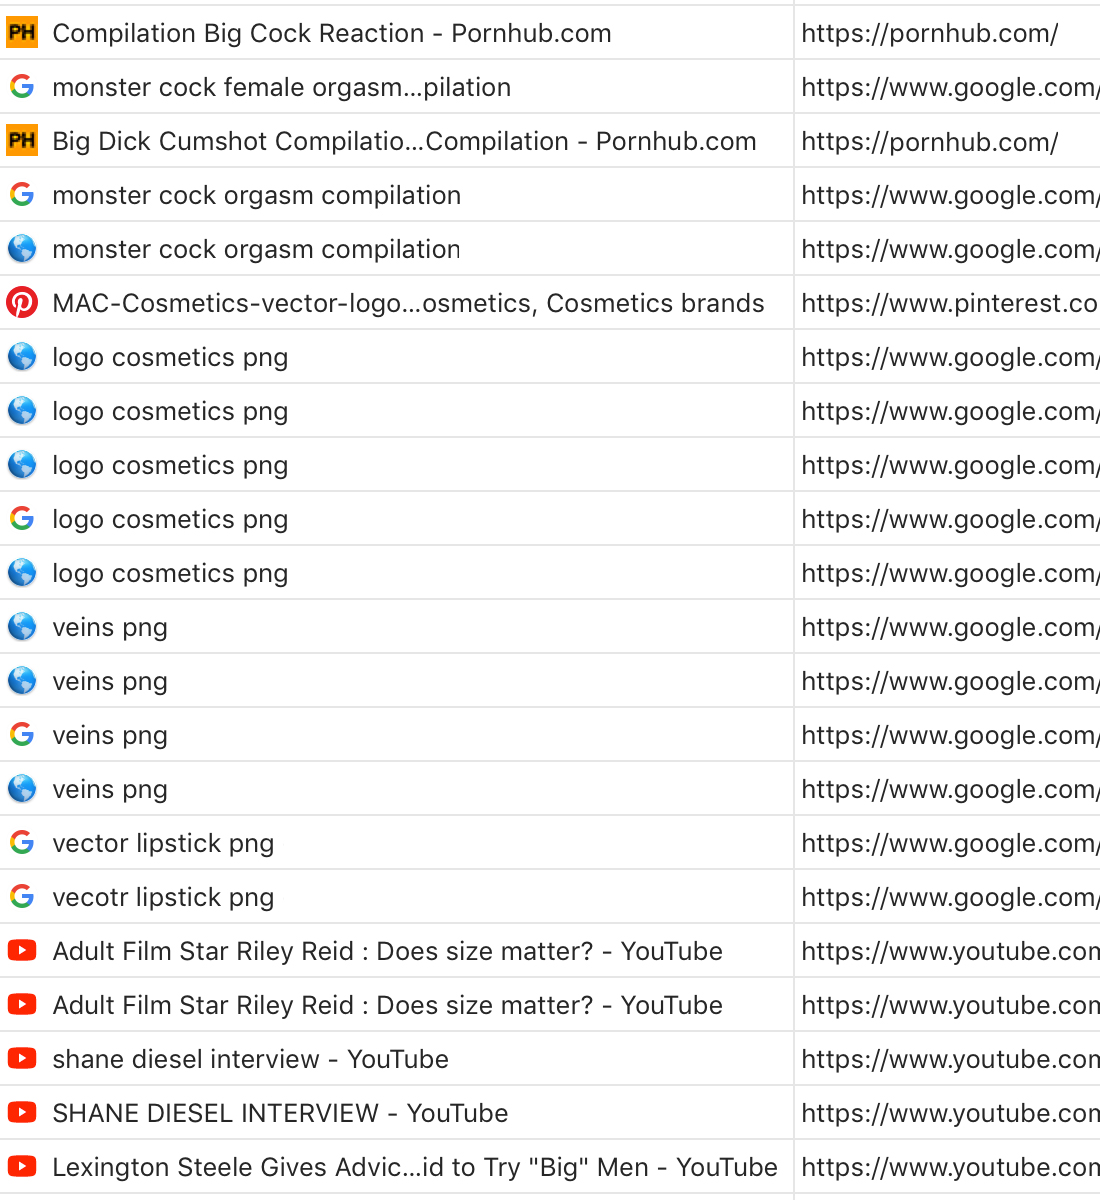 PH Compilation Big Cock Reaction - Pornhub.com https://pornhub.com/
monster cock female orgasm...pilation https://www.google.com/
PH Big Dick Cumshot Compilatio...Compilation - Pornhub.com https://pornhub.com/
monster cock orgasm compilation https://www.google.com/
monster cock orgasm compilation https://www.google.com/
MAC-Cosmetics-vector-logo...osmetics, Cosmetics brands https://www.pinterest.co
logo cosmetics png https://www.google.com/
logo cosmetics png https://www.google.com/
logo cosmetics png https://www.google.com/
logo cosmetics png https://www.google.com/
logo cosmetics png https://www.google.com/
veins png https://www.google.com/
veins png https://www.google.com/
veins png https://www.google.com/
veins png https://www.google.com/
vector lipstick png https://www.google.com/
vecotr lipstick png https://www.google.com/
Adult Film Star Riley Reid : Does size matter? - YouTube https://www.youtube.com
Adult Film Star Riley Reid : Does size matter? - YouTube https://www.youtube.com
shane diesel interview - YouTube https://www.youtube.com
SHANE DIESEL INTERVIEW - YouTube https://www.youtube.com
Lexington Steele Gives Advic...id to Try "Big" Men - YouTube https://www.youtube.com